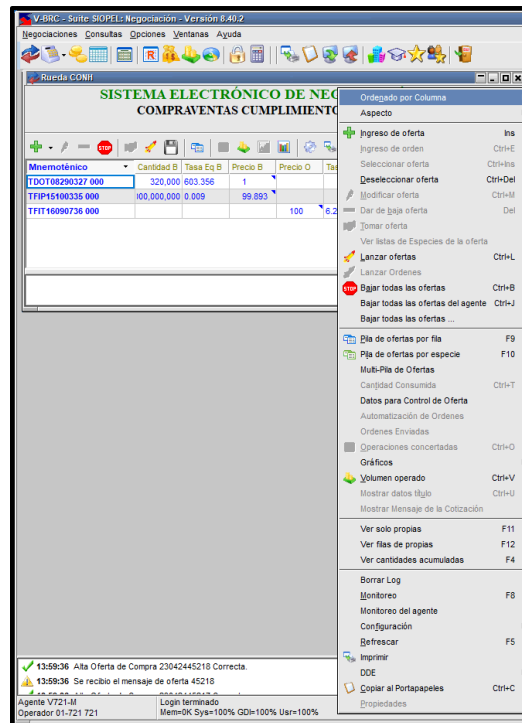 V-BRC - Suite SIOPEL: Negociación - Versión 8.40.2
Negociaciones Consultas Opciones Ventanas Ayuda
Rueda CONH
SISTEMA ELECTRÓNICO DE NEG
COMPRAVENTAS CUMPLIMIENTO
Mnemotécnico Cantidad B Tasa Eq B Precio B Precio O
TDOT08290327 000 320,000 603.356 1
TFIP15100335 000 00,000,000 0.009 99.893
TFIT16090736 000 100 6.2
Ordenado por Columna
Aspecto
Ingreso de oferta Ins
Ingreso de orden Ctrl+E
Seleccionar oferta Ctrl+Ins
Deseleccionar oferta Ctrl+Del
Modificar oferta Ctrl+M
Dar de baja oferta Del
Tomar oferta
Ver listas de Especies de la oferta
Lanzar ofertas Ctrl+L
Lanzar Ordenes
Bajar todas las ofertas Ctrl+B
Bajar todas las ofertas del agente Ctrl+J
Bajar todas las ofertas ...
Pila de ofertas por fila F9
Pila de ofertas por especie F10
Multi-Pila de Ofertas
Cantidad Consumida Ctrl+T
Datos para Control de Oferta
Automatización de Ordenes
Ordenes Enviadas
Operaciones concertadas Ctrl+O
Gráficos
Volumen operado Ctrl+V
Mostrar datos título Ctrl+U
Mostrar Mensaje de la Cotización
Ver solo propias F11
Ver filas de propias F12
Ver cantidades acumuladas F4
Borrar Log
Monitoreo F8
Monitoreo del agente
Configuración
Refrescar F5
Imprimir
DDE
Copiar al Portapapeles Ctrl+C
Propiedades
13:59:36 Alta Oferta de Compra 23042445218 Correcta.
13:59:36 Se recibio el mensaje de oferta 45218
Agente V721-M Login terminado
Operador 01-721 721 Mem=0K Sys=100% GDI=100% Usr=100%